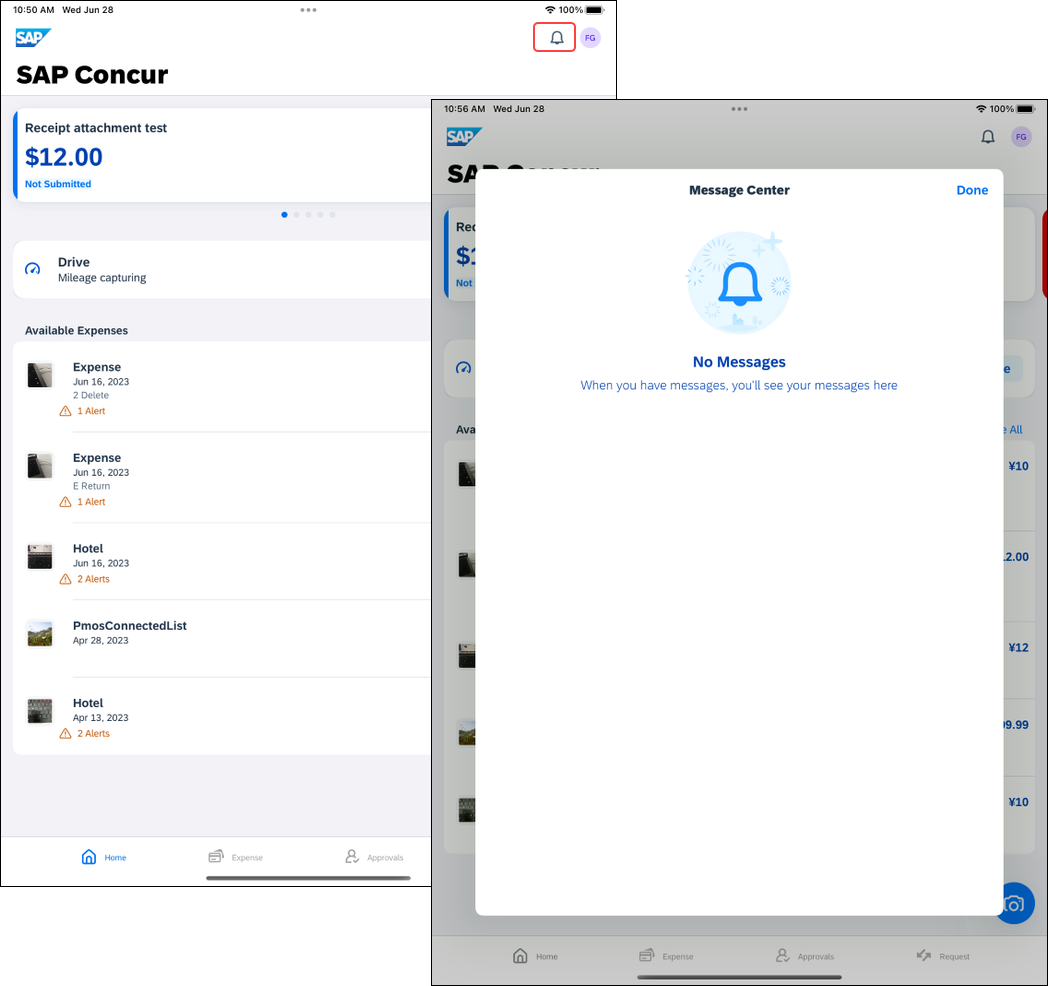 10:50 AM Wed Jun 28
100%
SAP
FG
SAP Concur
Receipt attachment test
$12.00
Not Submitted
Drive
Mileage capturing
Available Expenses
Expense
Jun 16, 2023
2 Delete
1 Alert
Expense
Jun 16, 2023
E Return
1 Alert
Hotel
Jun 16, 2023
2 Alerts
PmosConnectedList
Apr 28, 2023
Hotel
Apr 13, 2023
2 Alerts
Home Expense Approvals
10:56 AM Wed Jun 28
100%
SAP
FG
Message Center
Done
No Messages
When you have messages, you'll see your messages here
¥10
¥12
¥10
Home Expense Approvals Request